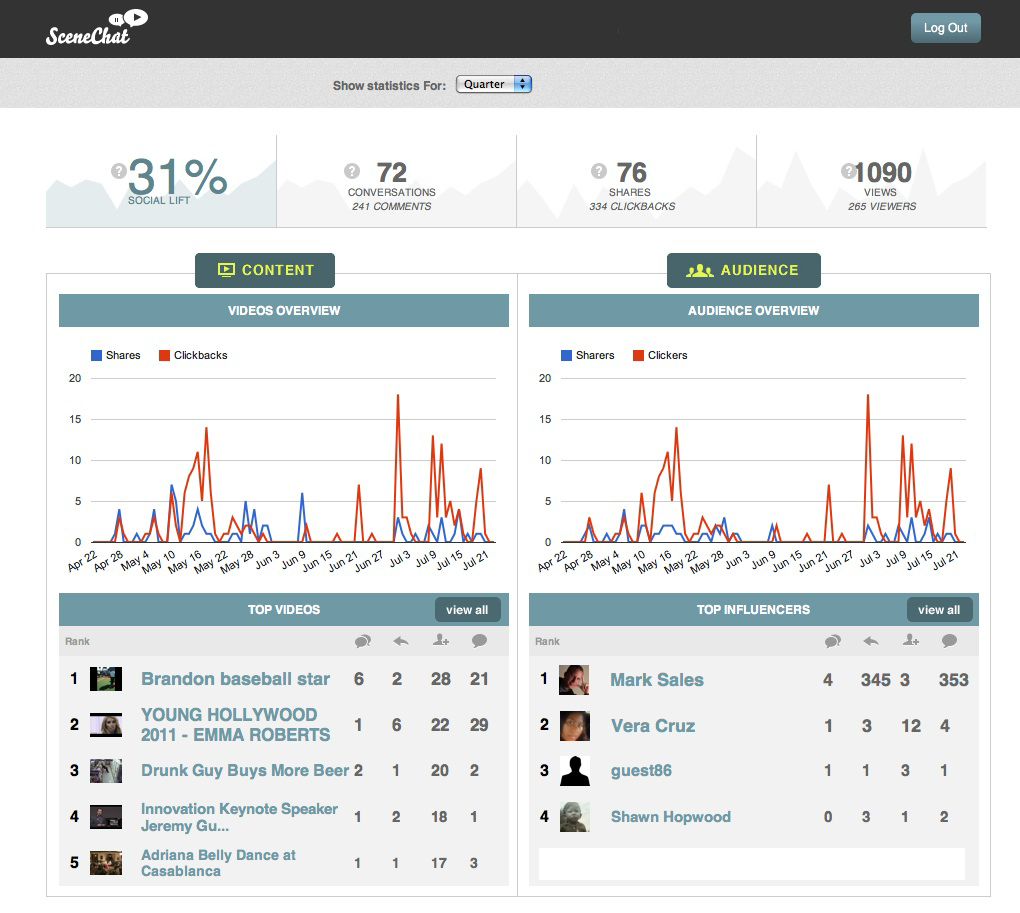 SceneChat
Log Out
Show statistics For: Quarter
? 31%
SOCIAL LIFT
? 72
CONVERSATIONS
241 COMMENTS
? 76
SHARES
334 CLICKBACKS
? 1090
VIEWS
265 VIEWERS
CONTENT
VIDEOS OVERVIEW
Shares Clickbacks
20
15
10
5
0
Apr 22 Apr 28 May 4 May 10 May 16 May 22 May 28 Jun 3 Jun 9 Jun 15 Jun 21 Jun 27 Jul 3 Jul 9 Jul 15 Jul 21
TOP VIDEOS view all
Rank
1 Brandon baseball star 6 2 28 21
2 YOUNG HOLLYWOOD
2011 - EMMA ROBERTS 1 6 22 29
3 Drunk Guy Buys More Beer 2 1 20 2
4 Innovation Keynote Speaker
Jeremy Gu... 1 2 18 1
5 Adriana Belly Dance at
Casablanca 1 1 17 3
AUDIENCE
AUDIENCE OVERVIEW
Sharers Clickers
20
15
10
5
0
Apr 22 Apr 28 May 4 May 10 May 16 May 22 May 28 Jun 3 Jun 9 Jun 15 Jun 21 Jun 27 Jul 3 Jul 9 Jul 15 Jul 21
TOP INFLUENCERS view all
Rank
1 Mark Sales 4 345 3 353
2 Vera Cruz 1 3 12 4
3 guest86 1 1 3 1
4 Shawn Hopwood 0 3 1 2